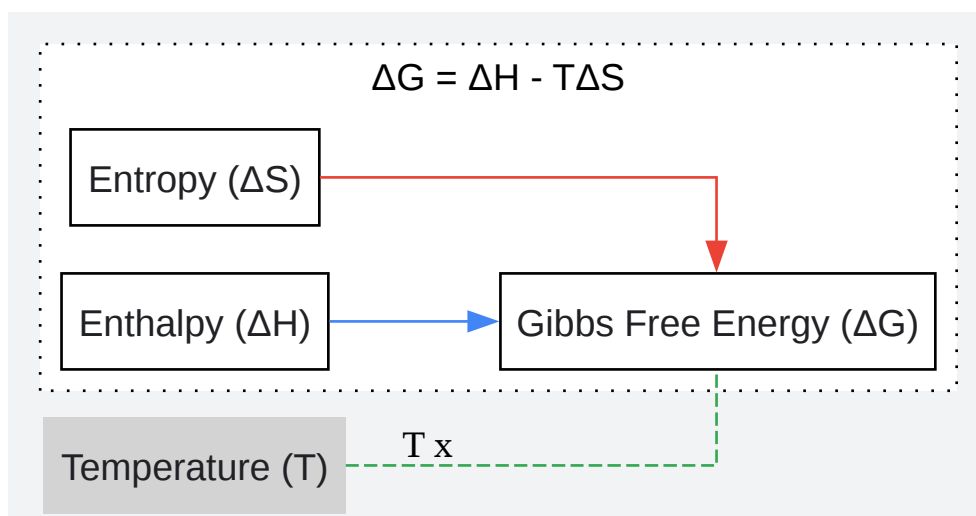 ΔG = ΔH - TΔS
Entropy (ΔS)
Enthalpy (ΔH)
Gibbs Free Energy (ΔG)
Temperature (T)
T x